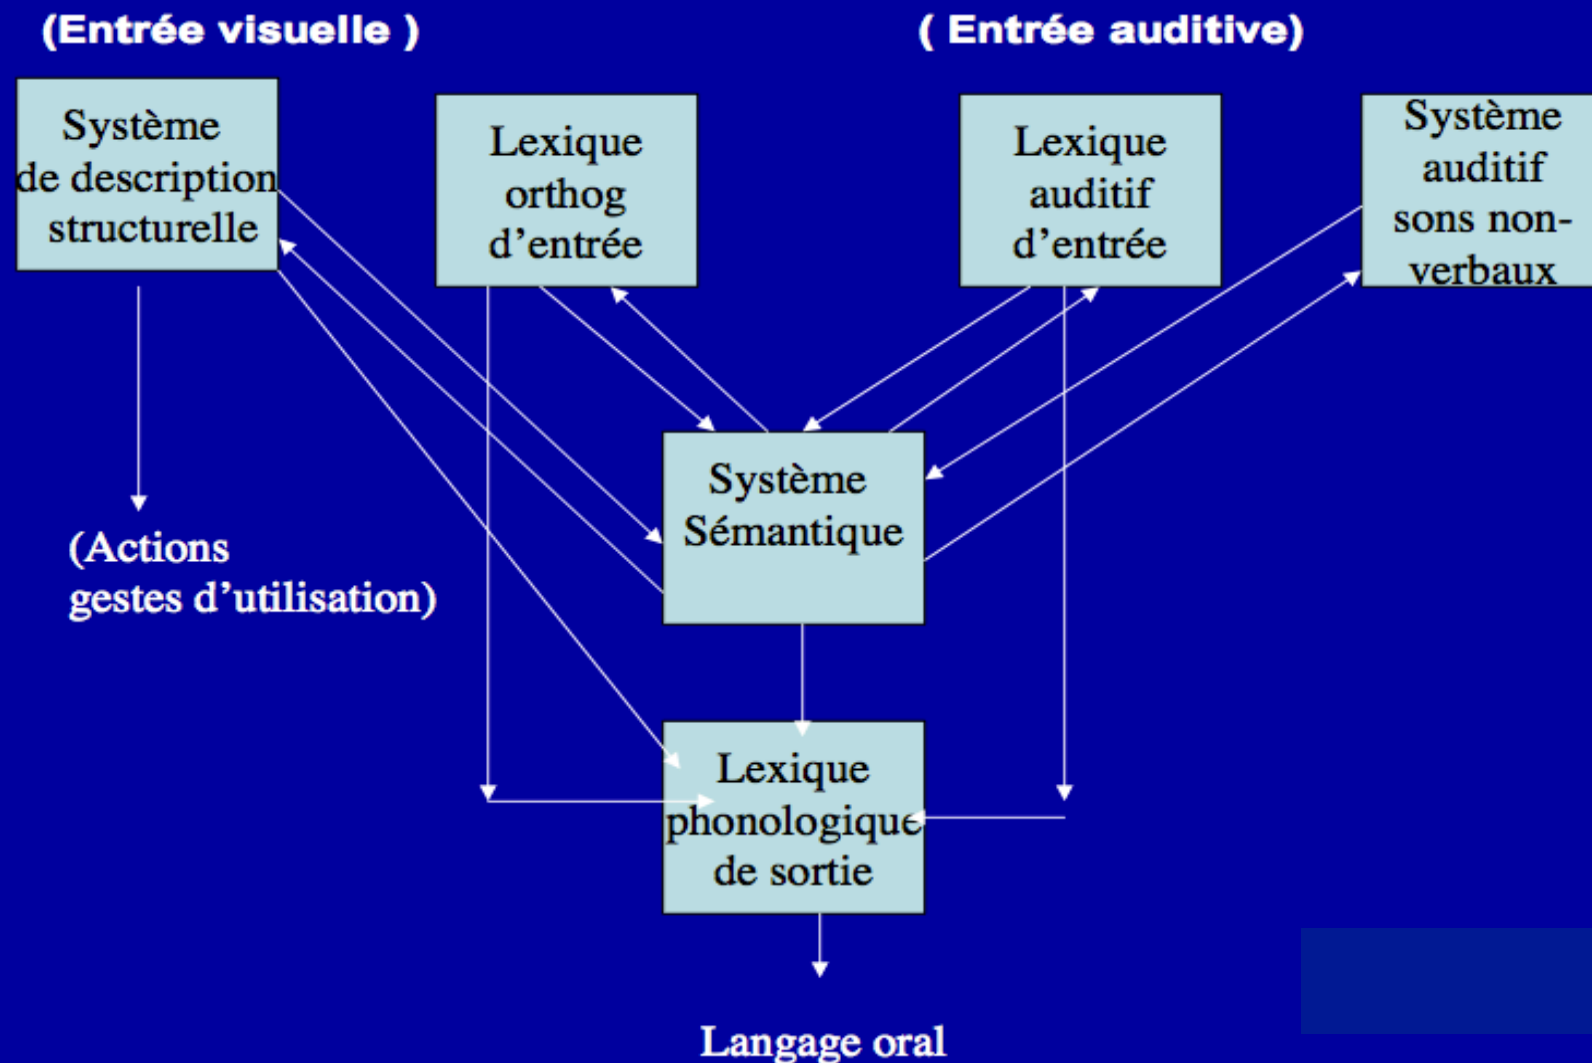 (Entrée visuelle )
( Entrée auditive)
Système
de description
structurelle
Lexique
orthog
d’entrée
Lexique
auditif
d’entrée
Système
auditif
sons non-
verbaux
Système
Sémantique
(Actions
gestes d’utilisation)
Lexique
phonologique
de sortie
Langage oral